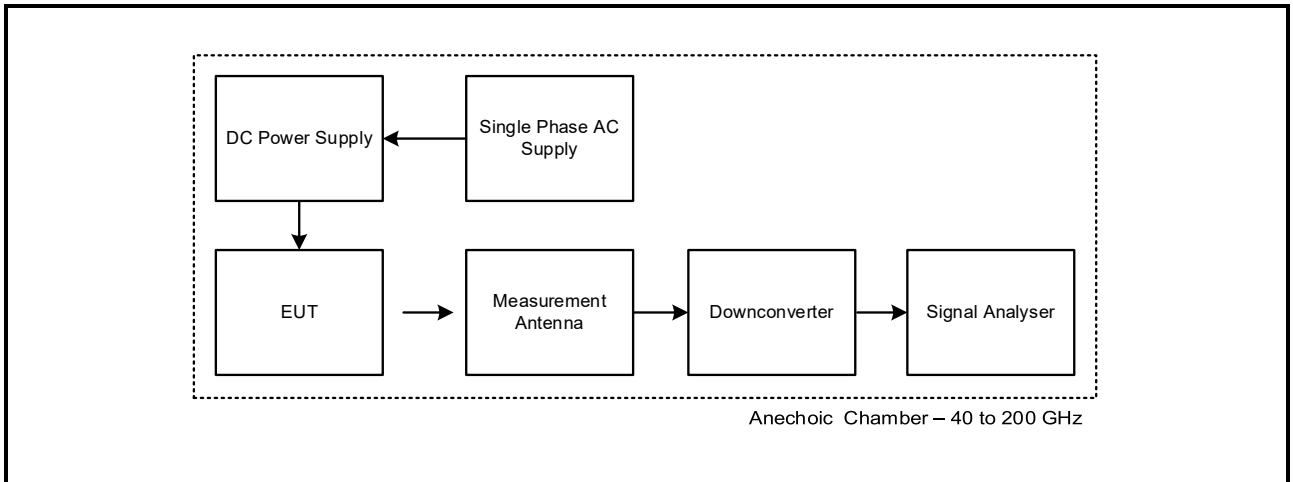 DC Power Supply
Single Phase AC
Supply
EUT
Measurement
Antenna
Downconverter
Signal Analyser
Anechoic Chamber – 40 to 200 GHz